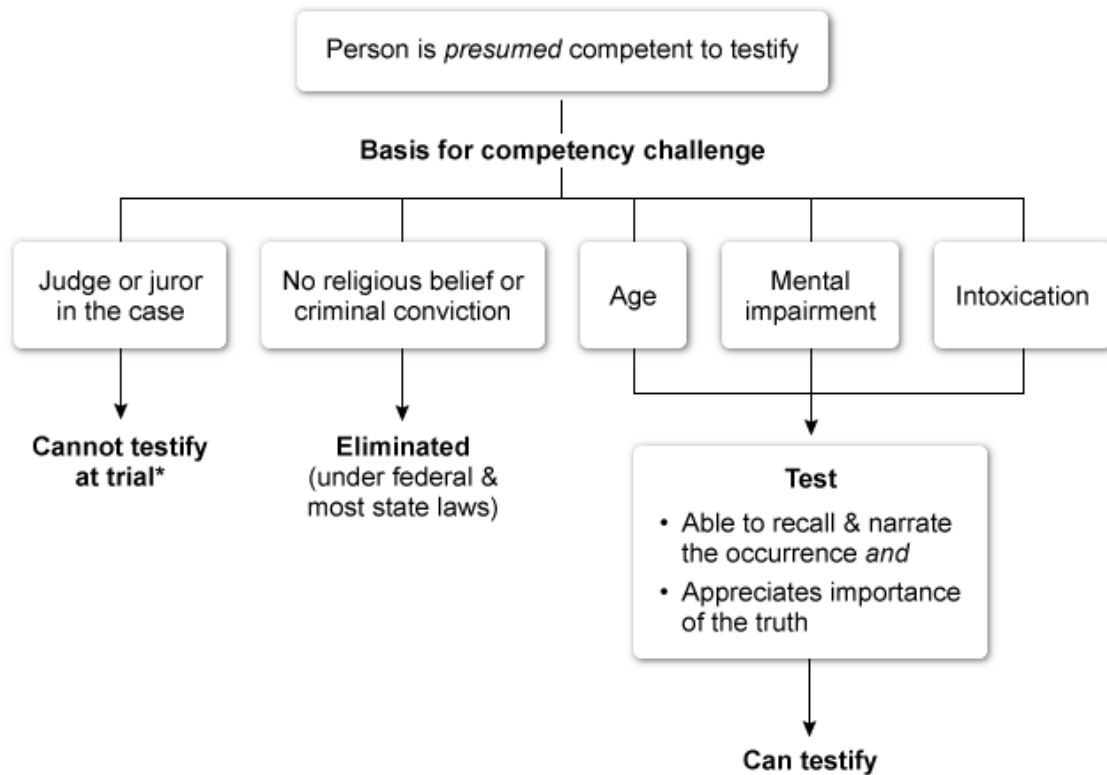 Person is presumed competent to testify
Basis for competency challenge
Judge or juror
in the case
No religious belief or
criminal conviction
Age
Mental
impairment
Intoxication
Cannot testify
at trial*
Eliminated
(under federal &
most state laws)
Test
• Able to recall & narrate
the occurrence and
• Appreciates importance
of the truth
Can testify